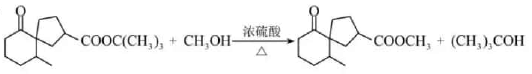 O O
COOC(CH₃)₃ + CH₃OH 浓硫酸 △ COOCH₃ + (CH₃)₃COH